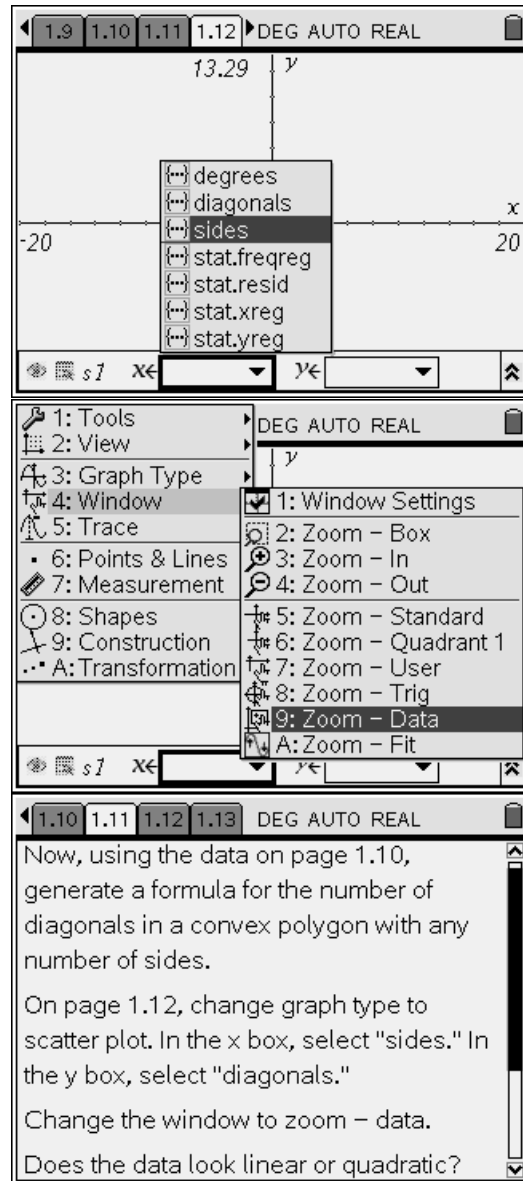 1.9 1.10 1.11 1.12 DEG AUTO REAL
13.29 y
degrees
diagonals
x
sides
-20 20
stat.freqreg
stat.resid
stat.xreg
stat.yreg
s1 x← y←
1: Tools DEG AUTO REAL
2: View
y
3: Graph Type
4: Window 1: Window Settings
5: Trace 2: Zoom – Box
6: Points & Lines 3: Zoom – In
7: Measurement 4: Zoom – Out
8: Shapes 5: Zoom – Standard
9: Construction 6: Zoom – Quadrant 1
A: Transformation 7: Zoom – User
8: Zoom – Trig
9: Zoom – Data
A: Zoom – Fit
s1 x← y←
1.10 1.11 1.12 1.13 DEG AUTO REAL
Now, using the data on page 1.10,
generate a formula for the number of
diagonals in a convex polygon with any
number of sides.
On page 1.12, change graph type to
scatter plot. In the x box, select "sides." In
the y box, select "diagonals."
Change the window to zoom – data.
Does the data look linear or quadratic?